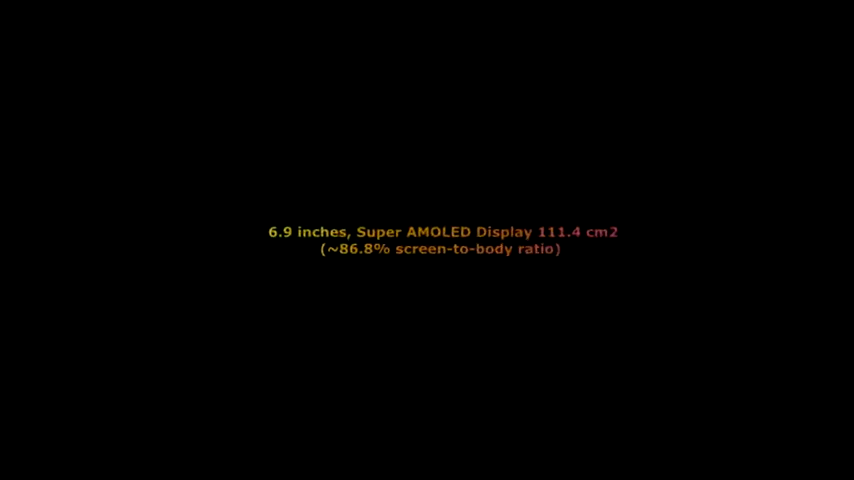 6.9 inches, Super AMOLED Display 111.4 cm2
(~86.8% screen-to-body ratio)